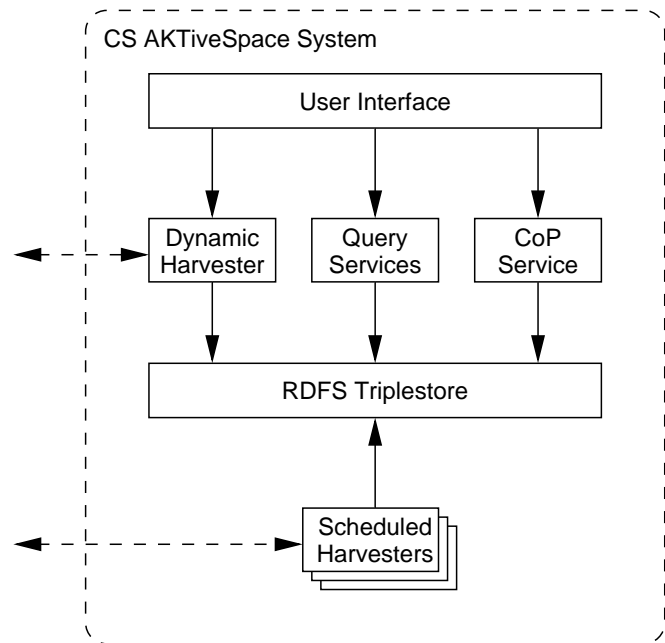 CS AKTiveSpace System
User Interface
Dynamic
Harvester
Query
Services
CoP
Service
RDFS Triplestore
Scheduled
Harvesters